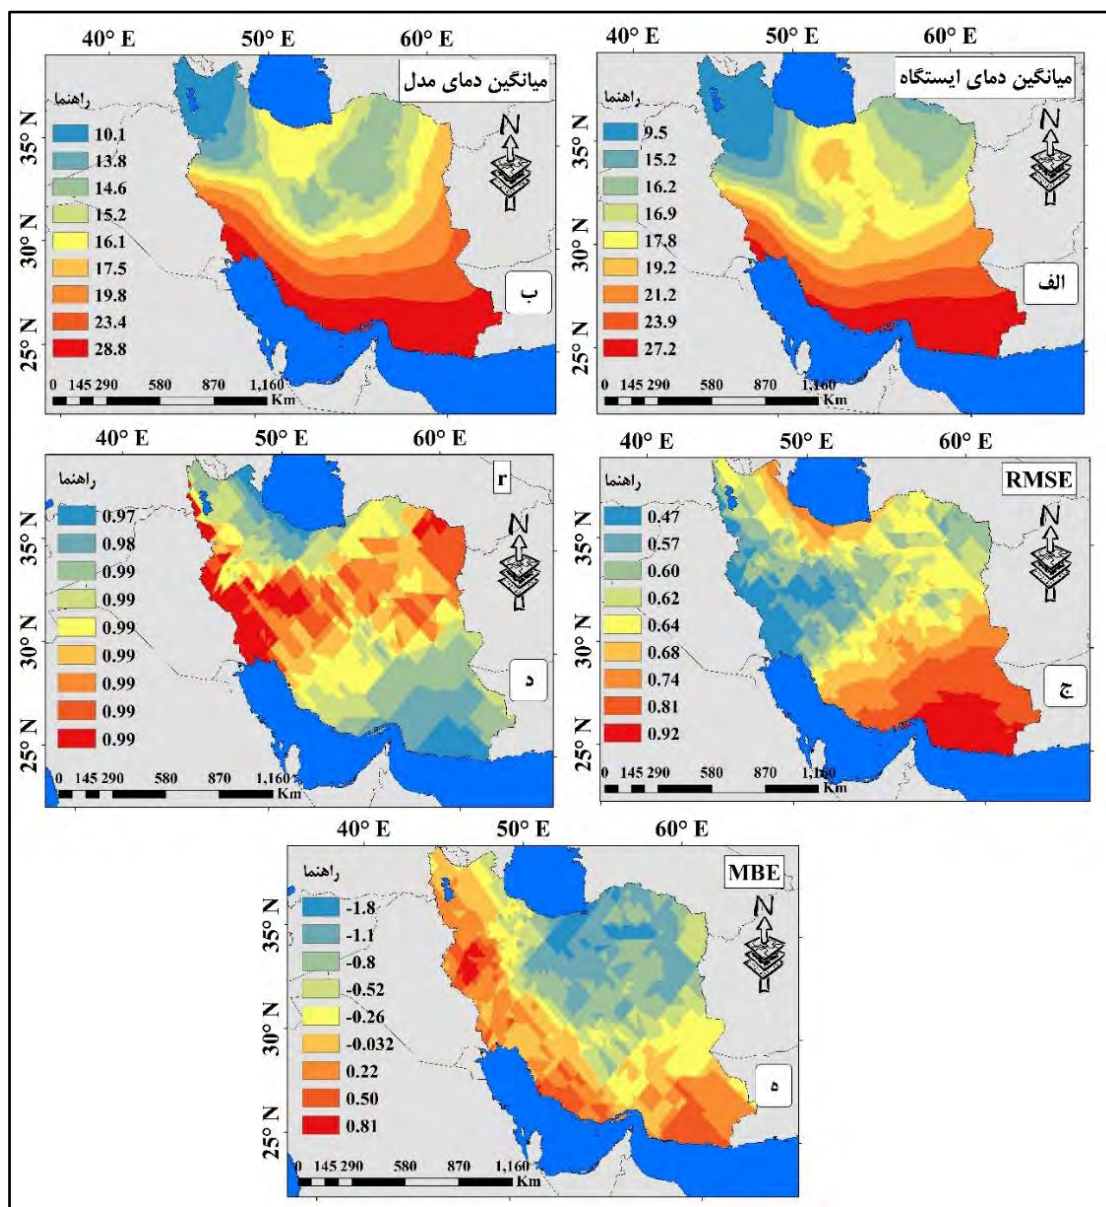 40° E 50° E 60° E
میانگین دمای مدل
راهنما
10.1
13.8
14.6
15.2
16.1
17.5
19.8
23.4
28.8
N
35° N
30° N
25° N
ب
0 145 290 580 870 1,160
Km
40° E 50° E 60° E
میانگین دمای ایستگاه
راهنما
9.5
15.2
16.2
16.9
17.8
19.2
21.2
23.9
27.2
N
35° N
30° N
25° N
الف
0 145 290 580 870 1,160
Km
40° E 50° E 60° E
r
راهنما
0.97
0.98
0.99
0.99
0.99
0.99
0.99
0.99
0.99
N
35° N
30° N
25° N
د
0 145 290 580 870 1,160
Km
40° E 50° E 60° E
RMSE
راهنما
0.47
0.57
0.60
0.62
0.64
0.68
0.74
0.81
0.92
N
35° N
30° N
25° N
ج
0 145 290 580 870 1,160
Km
40° E 50° E 60° E
MBE
راهنما
-1.8
-1.1
-0.8
-0.52
-0.26
-0.032
0.22
0.50
0.81
N
35° N
30° N
25° N
ه
0 145 290 580 870 1,160
Km